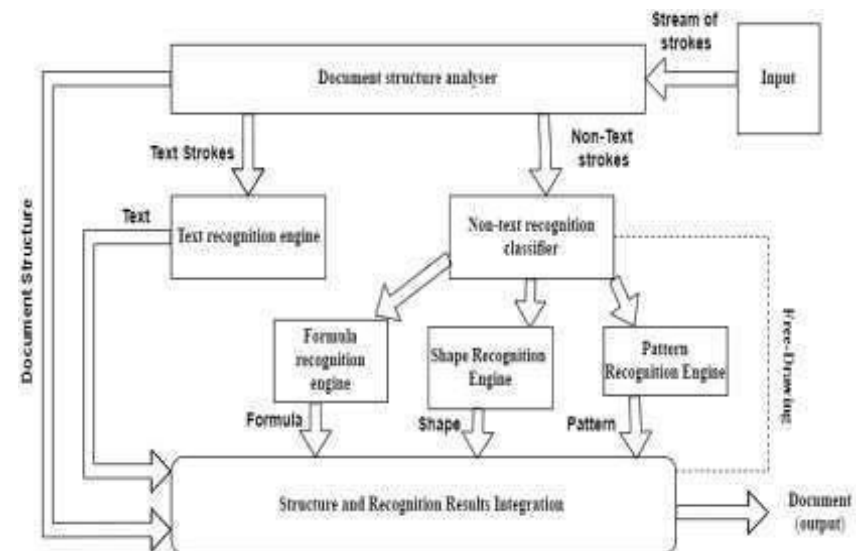 Stream of
strokes
Document structure analyser
Input
Text Strokes
Non-Text
strokes
Document Structure
Text
Text recognition engine
Non-text recognition
classifier
Free-Drawing
Formula
recognition
engine
Shape Recognition
Engine
Pattern
Recognition Engine
Formula
Shape
Pattern
Structure and Recognition Results Integration
Document
(output)